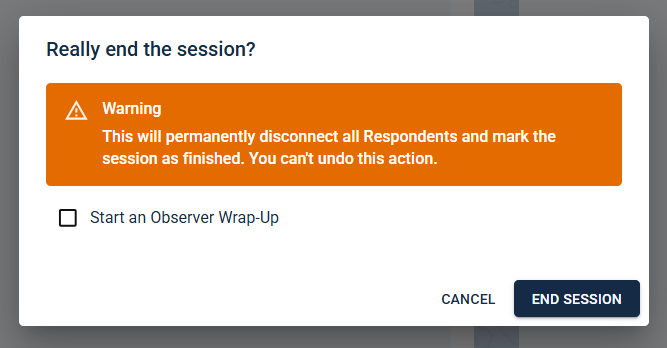 Really end the session?
Warning
This will permanently disconnect all Respondents and mark the
session as finished. You can't undo this action.
Start an Observer Wrap-Up
CANCEL
END SESSION